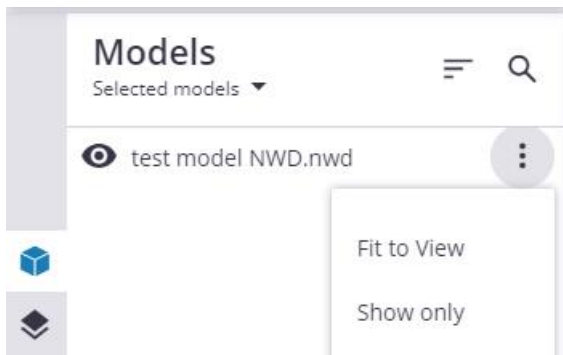 Models
Selected models
test model NWD.nwd
Fit to View
Show only